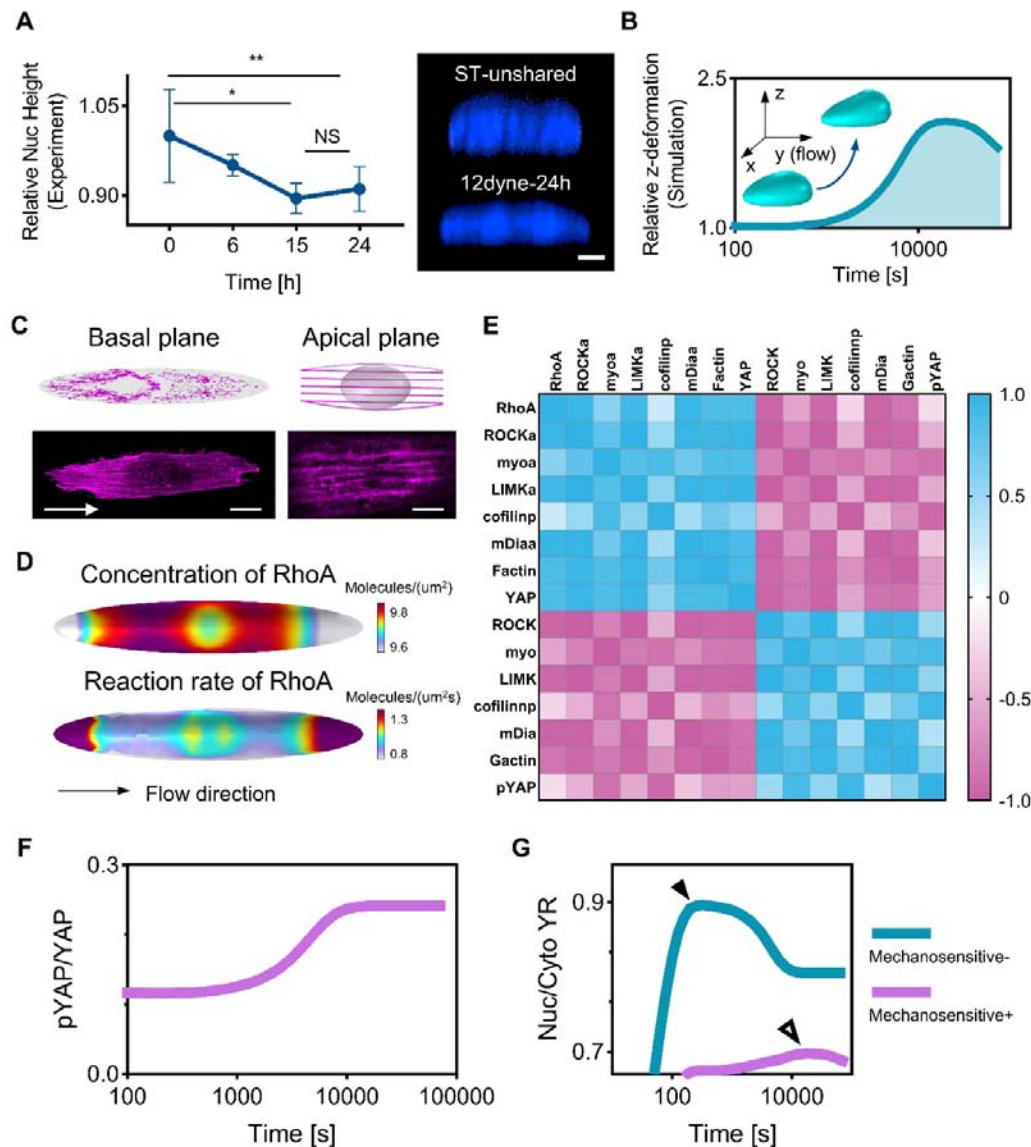 A
Relative Nuc Height
(Experiment)
1.05
0.90
**
*
NS
0 6 15 24
Time [h]
ST-unshared
12dyne-24h
B
Relative z-deformation
(Simulation)
2.5
1.0
z
y (flow)
x
100 10000
Time [s]
C
Basal plane Apical plane
D
Concentration of RhoA
Molecules/(um²)
9.8
9.6
Reaction rate of RhoA
Molecules/(um²s)
1.3
0.8
Flow direction
E
RhoA ROCKa myoa LIMKa cofilinp mDiaa Factin YAP ROCK myo LIMK cofilinnp mDia Gactin pYAP
RhoA
ROCKa
myoa
LIMKa
cofilinp
mDiaa
Factin
YAP
ROCK
myo
LIMK
cofilinnp
mDia
Gactin
pYAP
1.0
0.5
0
-0.5
-1.0
F
pYAP/YAP
0.3
0.0
100 1000 10000 100000
Time [s]
G
Nuc/Cyto YR
0.9
0.7
100 10000
Time [s]
Mechanosensitive-
Mechanosensitive+